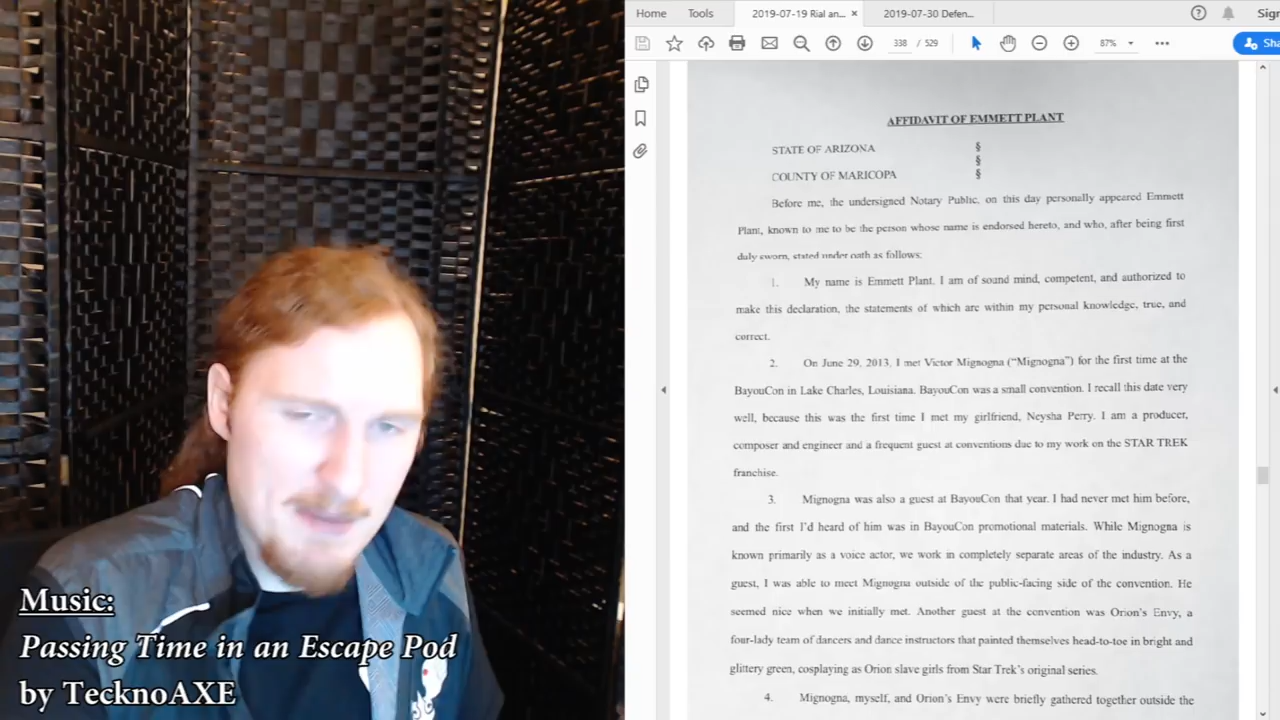 Home Tools 2019-07-19 Rial an... × 2019-07-30 Defen... Sign
338 / 529 87% Sha
AFFIDAVIT OF EMMETT PLANT
STATE OF ARIZONA §
§
COUNTY OF MARICOPA §
Before me, the undersigned Notary Public, on this day personally appeared Emmett
Plant, known to me to be the person whose name is endorsed hereto, and who, after being first
duly sworn, stated under oath as follows:
1. My name is Emmett Plant. I am of sound mind, competent, and authorized to
make this declaration, the statements of which are within my personal knowledge, true, and
correct.
2. On June 29, 2013, I met Victor Mignogna ("Mignogna") for the first time at the
BayouCon in Lake Charles, Louisiana. BayouCon was a small convention. I recall this date very
well, because this was the first time I met my girlfriend, Neysha Perry. I am a producer,
composer and engineer and a frequent guest at conventions due to my work on the STAR TREK
franchise.
3. Mignogna was also a guest at BayouCon that year. I had never met him before,
and the first I'd heard of him was in BayouCon promotional materials. While Mignogna is
known primarily as a voice actor, we work in completely separate areas of the industry. As a
guest, I was able to meet Mignogna outside of the public-facing side of the convention. He
seemed nice when we initially met. Another guest at the convention was Orion's Envy, a
four-lady team of dancers and dance instructors that painted themselves head-to-toe in bright and
glittery green, cosplaying as Orion slave girls from Star Trek's original series.
4. Mignogna, myself, and Orion's Envy were briefly gathered together outside the
Music:
Passing Time in an Escape Pod
by TecknoAXE